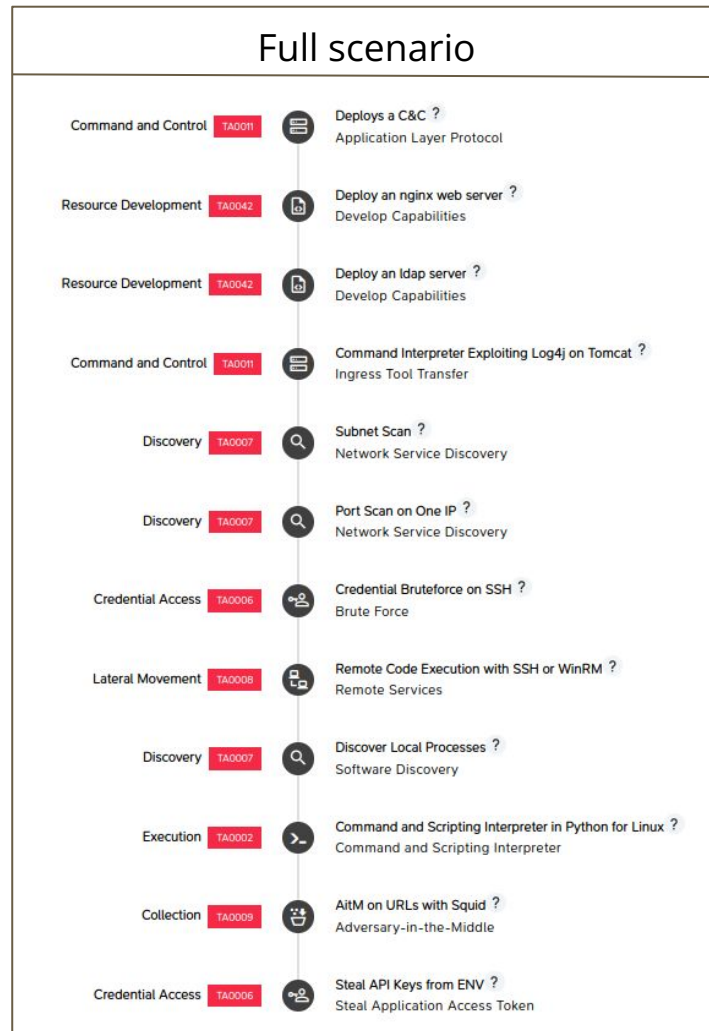 Full scenario
Command and Control TA0011 Deploys a C&C ?
Application Layer Protocol
Resource Development TA0042 Deploy an nginx web server ?
Develop Capabilities
Resource Development TA0042 Deploy an ldap server ?
Develop Capabilities
Command and Control TA0011 Command Interpreter Exploiting Log4j on Tomcat ?
Ingress Tool Transfer
Discovery TA0007 Subnet Scan ?
Network Service Discovery
Discovery TA0007 Port Scan on One IP ?
Network Service Discovery
Credential Access TA0006 Credential Bruteforce on SSH ?
Brute Force
Lateral Movement TA0008 Remote Code Execution with SSH or WinRM ?
Remote Services
Discovery TA0007 Discover Local Processes ?
Software Discovery
Execution TA0002 Command and Scripting Interpreter in Python for Linux ?
Command and Scripting Interpreter
Collection TA0009 AitM on URLs with Squid ?
Adversary-in-the-Middle
Credential Access TA0006 Steal API Keys from ENV ?
Steal Application Access Token